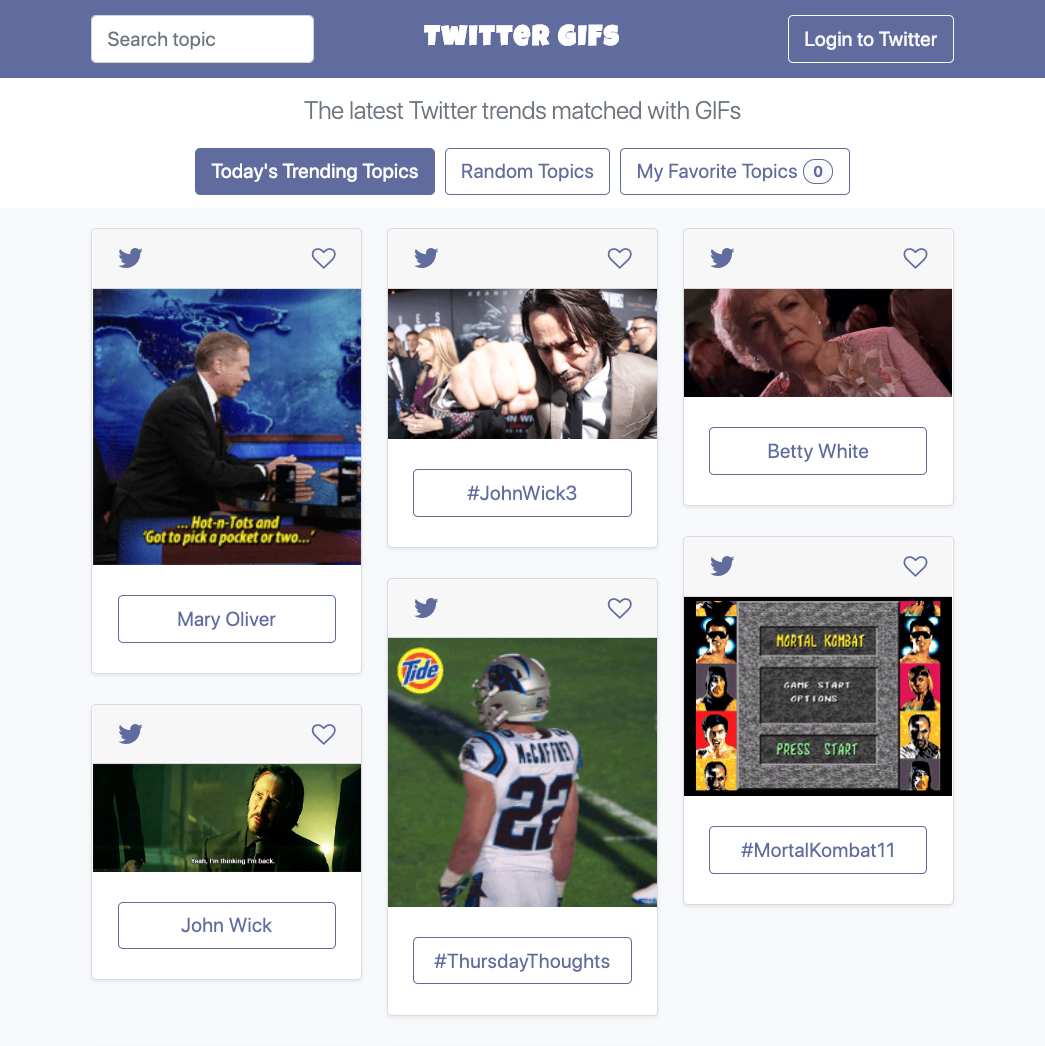 Search topic
TWITTER GIFS
Login to Twitter
The latest Twitter trends matched with GIFs
Today's Trending Topics
Random Topics
My Favorite Topics 0
... Hot-n-Tots and
'Got to pick a pocket or two...'
Mary Oliver
Yeah, I'm thinking I'm back.
John Wick
#JohnWick3
Tide
McCAFFREY
22
#ThursdayThoughts
Betty White
MORTAL KOMBAT
GAME START
OPTIONS
PRESS START
#MortalKombat11